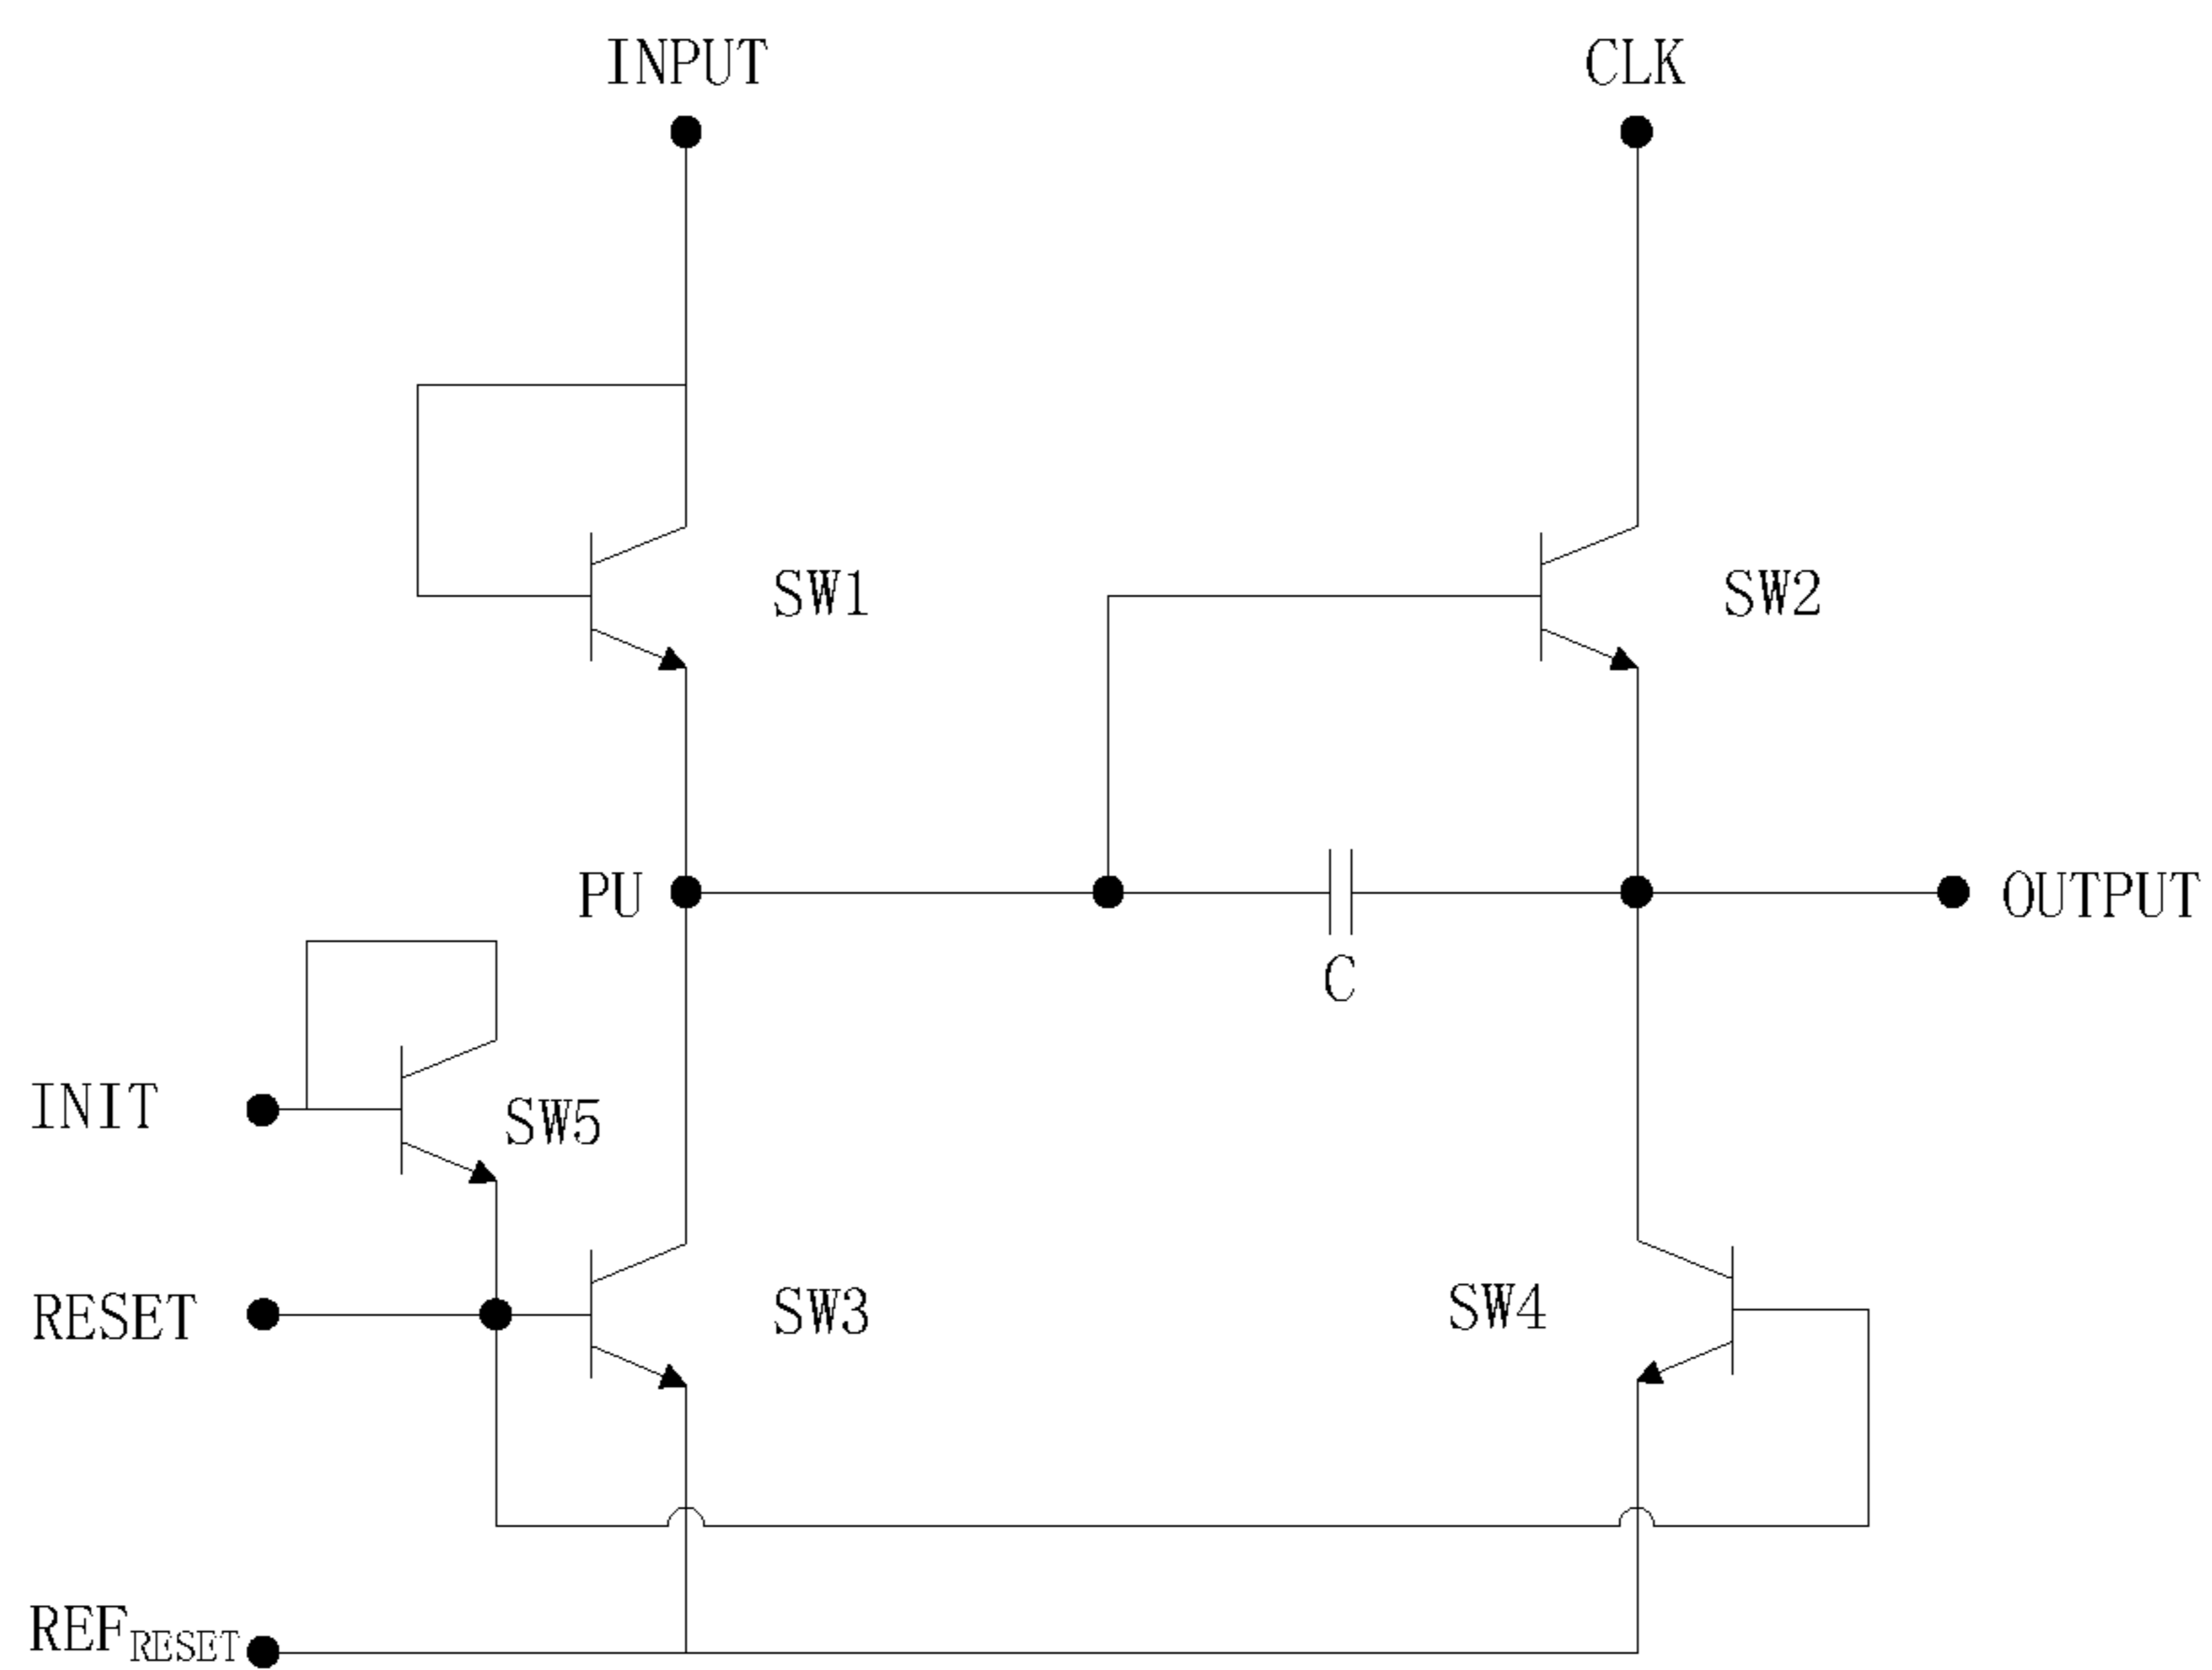 INPUT
CLK
SW1
SW2
PU
OUTPUT
C
INIT
SW5
RESET
SW3
SW4
REFRESET